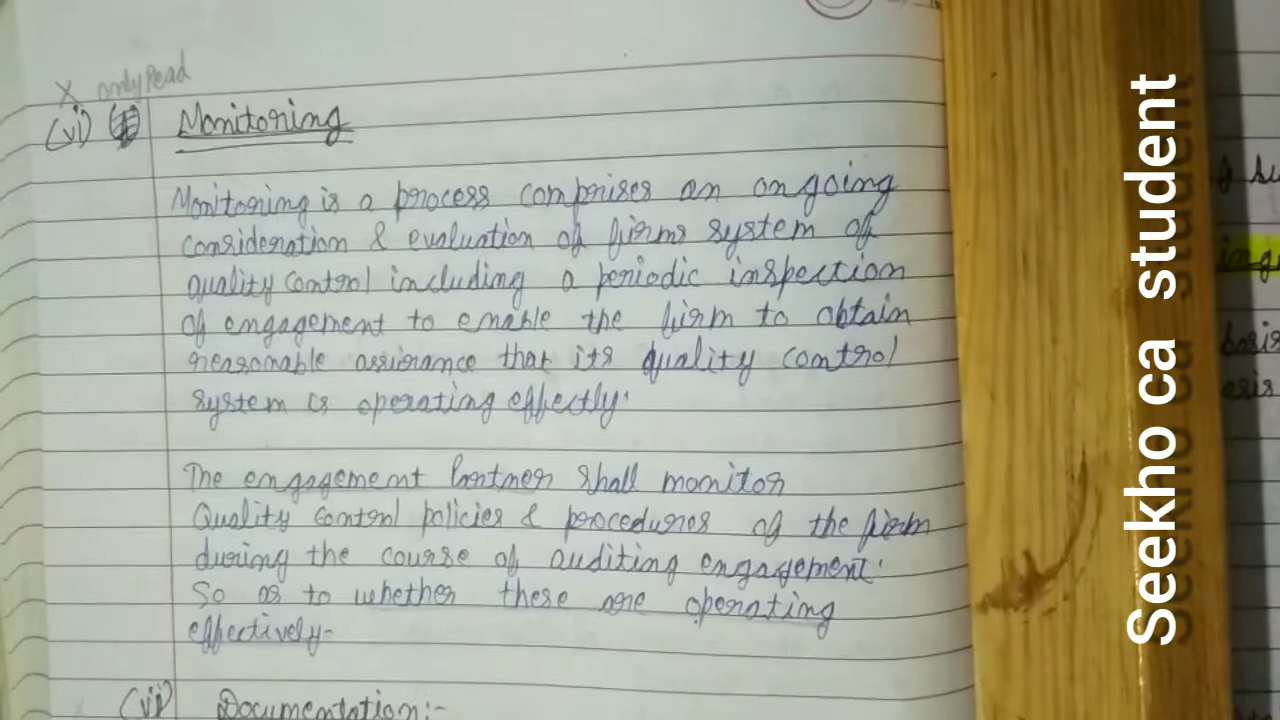 X only Read
(vi) Monitoring
Monitoring is a process comprises an ongoing
consideration & evaluation of firms system of
quality control including a periodic inspection
of engagement to enable the firm to obtain
reasonable assurance that its quality control
system is operating effectly.
The engagement Partner shall monitor
Quality control policies & procedures of the firm
during the course of auditing engagement.
So as to whether these are operating
effectively-
(vii) Documentation:-
Seekho ca student